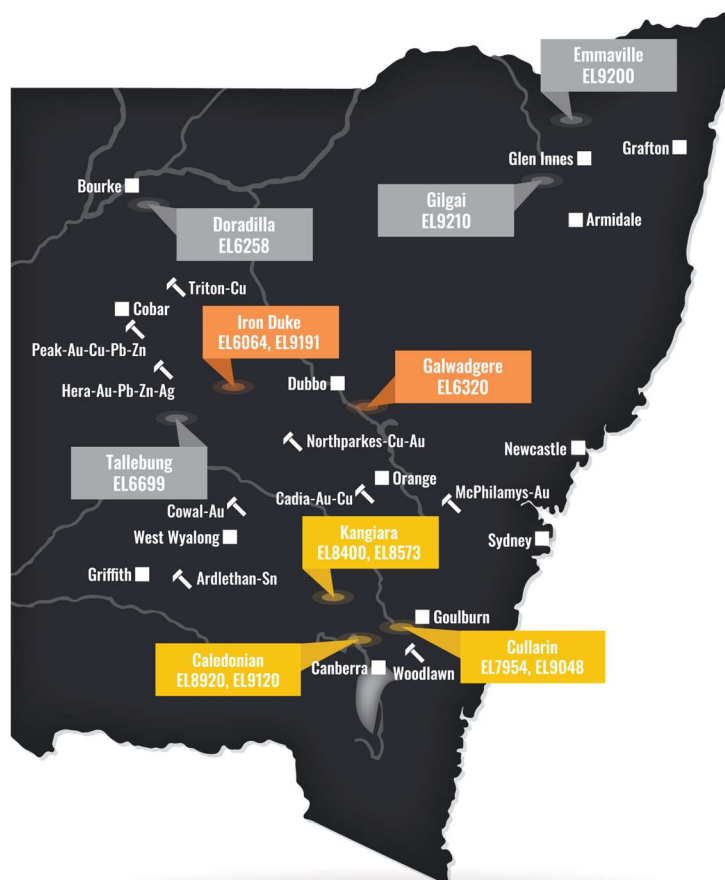 Emmaville
EL9200
Glen Innes
Grafton
Bourke
Gilgai
EL9210
Armidale
Doradilla
EL6258
Triton-Cu
Cobar
Iron Duke
EL6064, EL9191
Peak-Au-Cu-Pb-Zn
Galwadgere
EL6320
Dubbo
Hera-Au-Pb-Zn-Ag
Northparkes-Cu-Au
Newcastle
Tallebung
EL6699
Orange
Cadia-Au-Cu
McPhilamys-Au
Cowal-Au
Kangiara
EL8400, EL8573
West Wyalong
Sydney
Griffith
Ardlethan-Sn
Goulburn
Caledonian
EL8920, EL9120
Cullarin
EL7954, EL9048
Canberra
Woodlawn